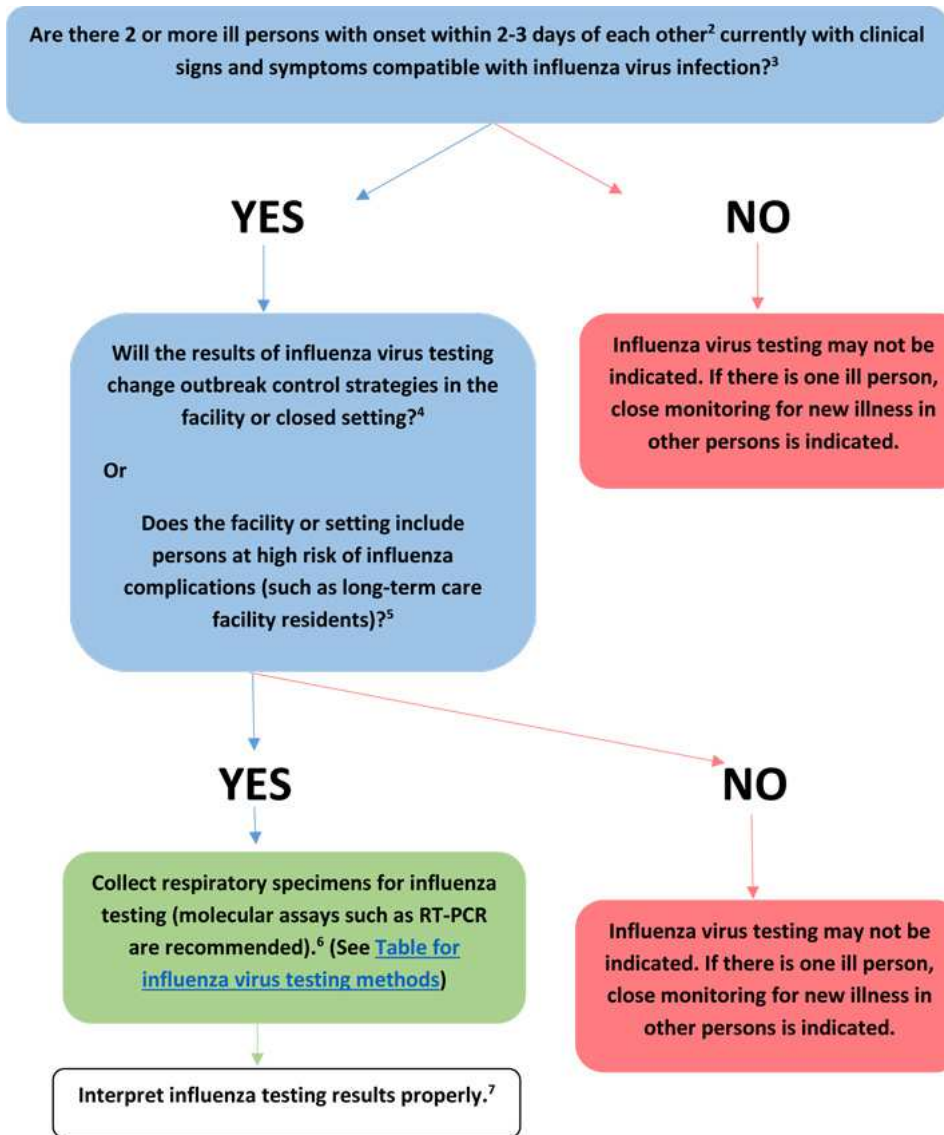 Are there 2 or more ill persons with onset within 2-3 days of each other² currently with clinical
signs and symptoms compatible with influenza virus infection?³
YES
NO
Will the results of influenza virus testing
change outbreak control strategies in the
facility or closed setting?⁴
Or
Does the facility or setting include
persons at high risk of influenza
complications (such as long-term care
facility residents)?⁵
Influenza virus testing may not be
indicated. If there is one ill person,
close monitoring for new illness in
other persons is indicated.
YES
NO
Collect respiratory specimens for influenza
testing (molecular assays such as RT-PCR
are recommended).⁶ (See Table for
influenza virus testing methods)
Influenza virus testing may not be
indicated. If there is one ill person,
close monitoring for new illness in
other persons is indicated.
Interpret influenza testing results properly.⁷